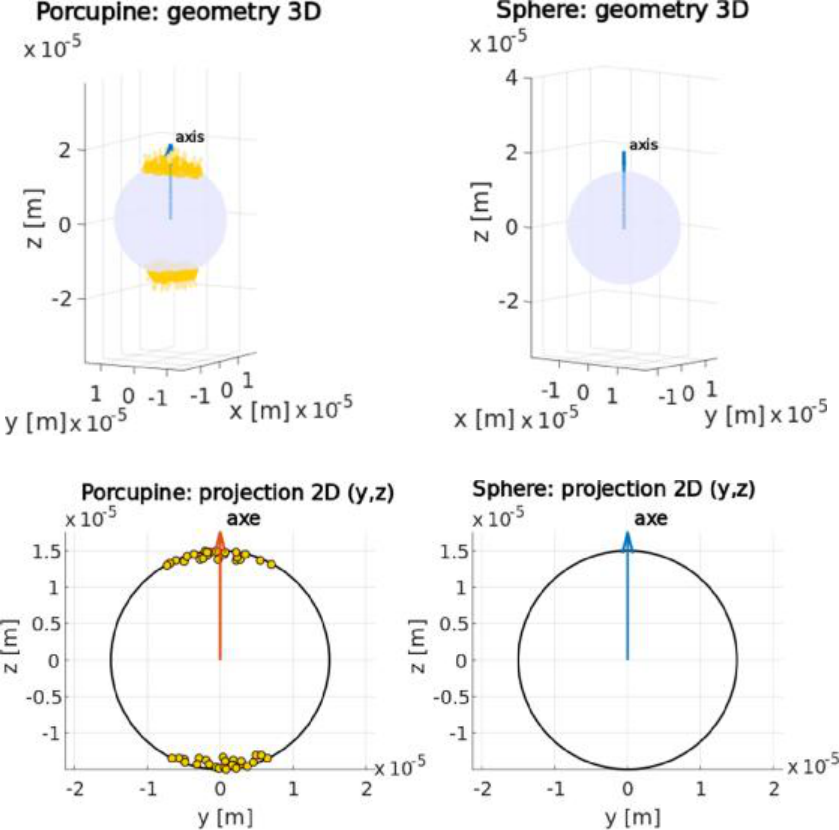 Porcupine: geometry 3D
x 10^-5
axis
2
0
-2
z [m]
1 0 -1
-1 0 1
y [m] x 10^-5
x [m] x 10^-5
Sphere: geometry 3D
x 10^-5
4
axis
2
0
-2
z [m]
-1 0 1
-1 0 1
x [m] x 10^-5
y [m] x 10^-5
Porcupine: projection 2D (y,z)
x 10^-5
axe
1.5
1
0.5
0
-0.5
-1
z [m]
x 10^-5
-2 -1 0 1 2
y [m]
Sphere: projection 2D (y,z)
x 10^-5
axe
1.5
1
0.5
0
-0.5
-1
z [m]
x 10^-5
-2 -1 0 1 2
y [m]